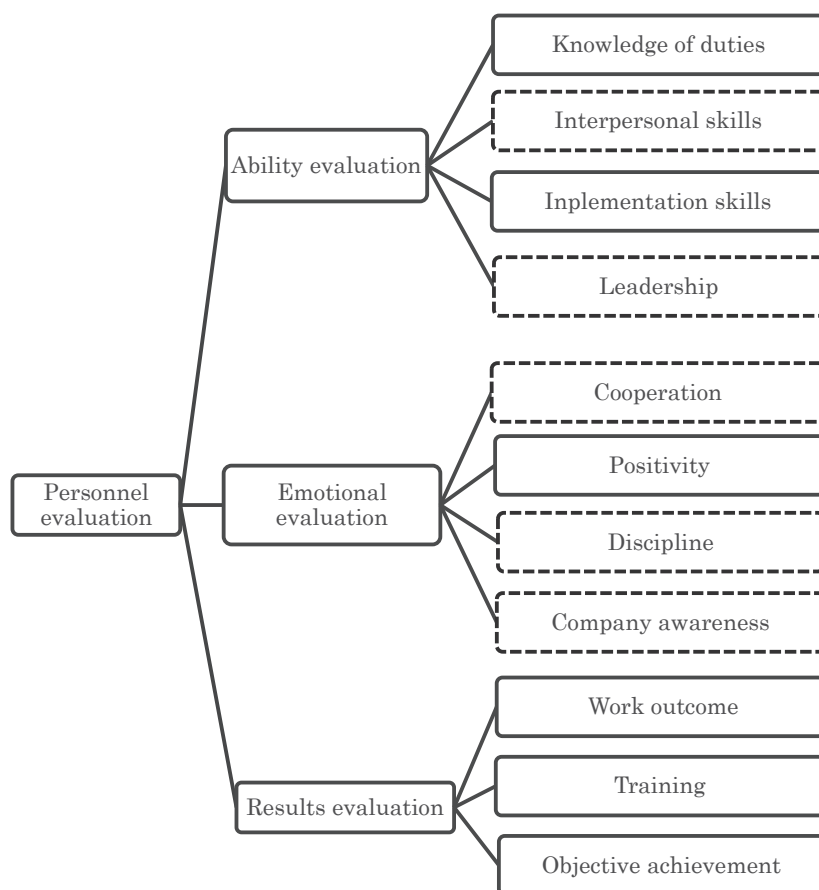 Knowledge of duties
Interpersonal skills
Ability evaluation
Inplementation skills
Leadership
Cooperation
Positivity
Personnel
evaluation
Emotional
evaluation
Discipline
Company awareness
Work outcome
Training
Results evaluation
Objective achievement